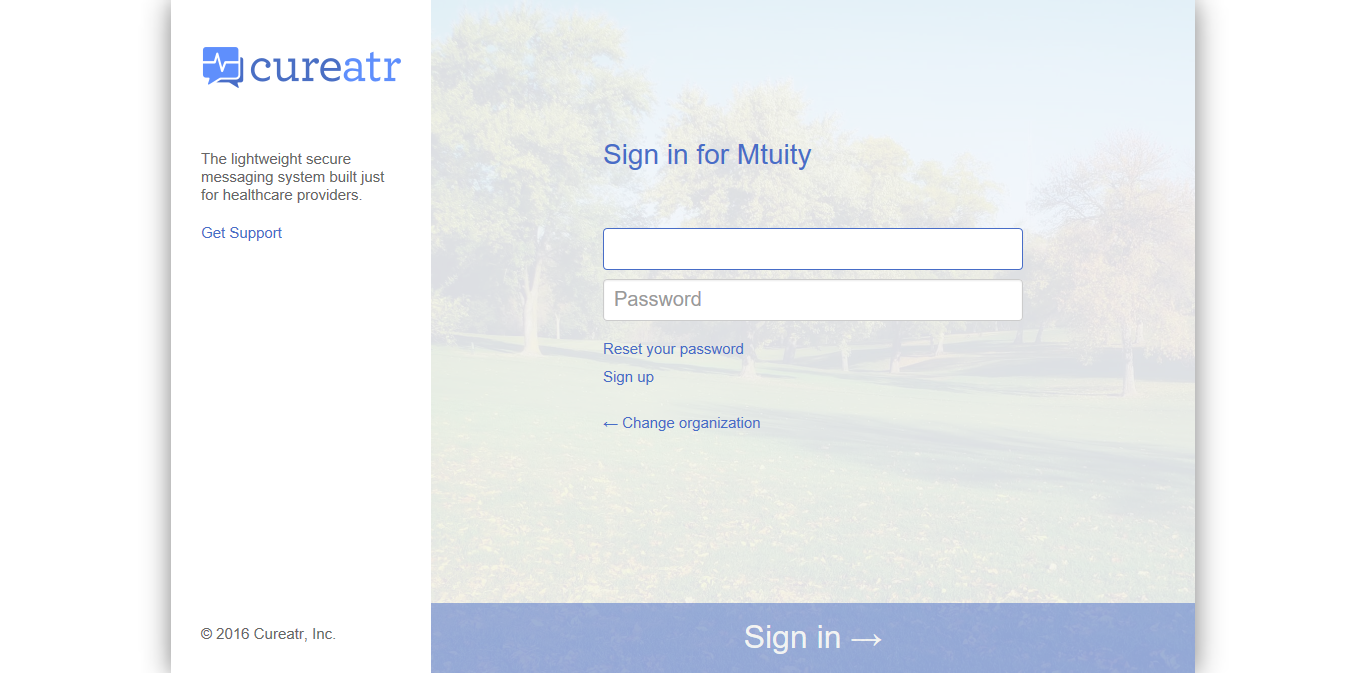 cureatr
The lightweight secure
messaging system built just
for healthcare providers.
Get Support
© 2016 Cureatr, Inc.
Sign in for Mtuity
Password
Reset your password
Sign up
← Change organization
Sign in →